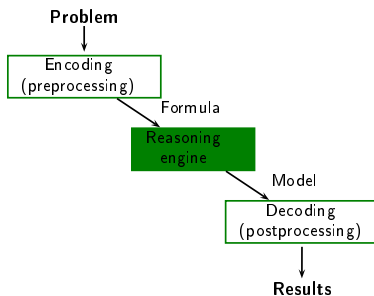 Problem
Encoding
(preprocessing)
Formula
Reasoning
engine
Model
Decoding
(postprocessing)
Results